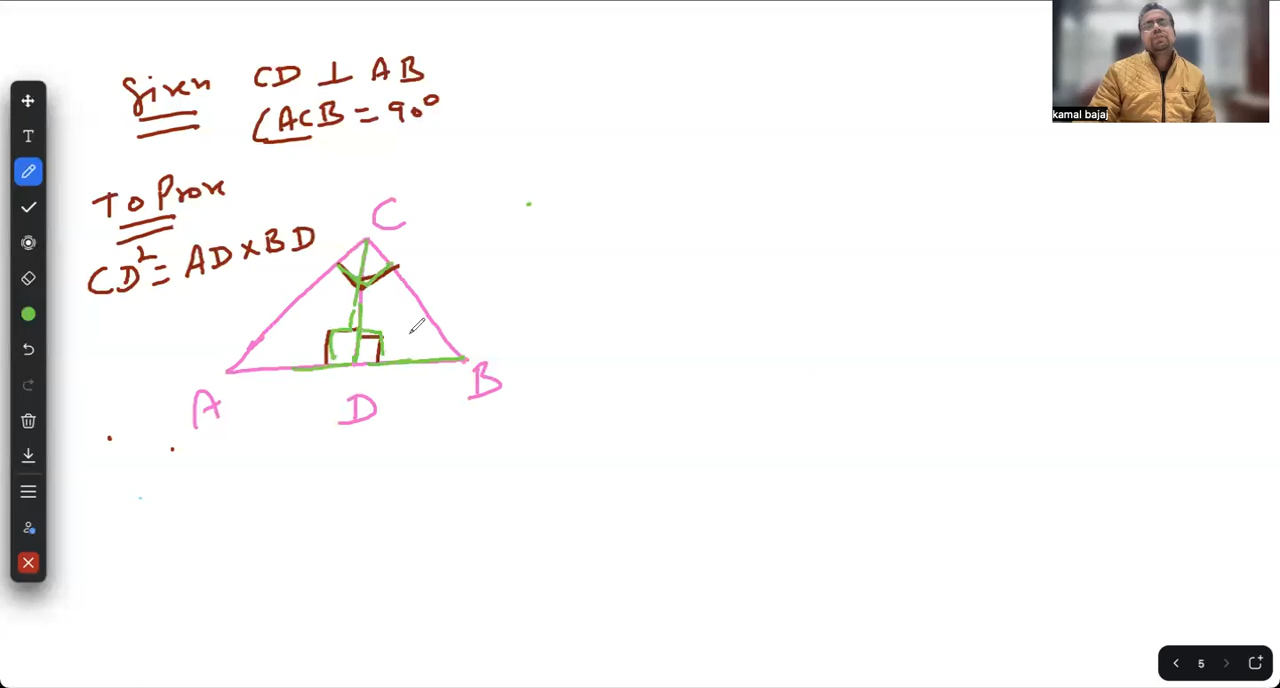 Given CD ⊥ AB
∠ACB = 90°
To Prove
CD² = AD × BD
C
A
D
B
kamal bajaj
T
5